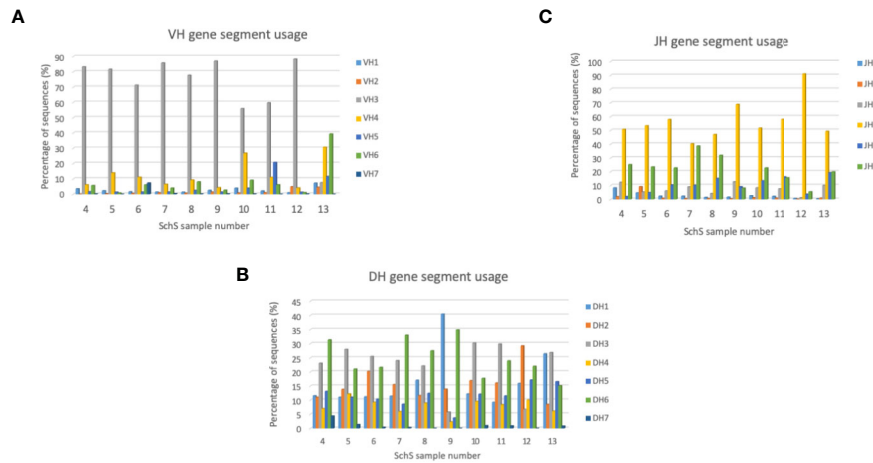 A
VH gene segment usage
Percentage of sequences (%)
90
80
70
60
50
40
30
20
10
0
4 5 6 7 8 9 10 11 12 13
SchS sample number
VH1
VH2
VH3
VH4
VH5
VH6
VH7
C
JH gene segment usage
Percentage of sequences (%)
100
90
80
70
60
50
40
30
20
10
0
4 5 6 7 8 9 10 11 12 13
SchS sample number
JH
JH
JH
JH
JH
JH
B
DH gene segment usage
Percentage of sequences (%)
45
40
35
30
25
20
15
10
5
0
4 5 6 7 8 9 10 11 12 13
SchS sample number
DH1
DH2
DH3
DH4
DH5
DH6
DH7